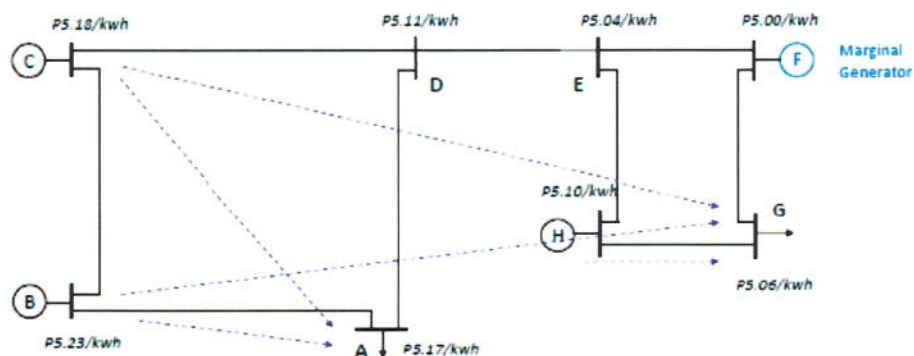 P5.18/kwh
P5.11/kwh
P5.04/kwh
P5.00/kwh
C
D
E
F
Marginal
Generator
P5.10/kwh
G
H
P5.06/kwh
B
P5.23/kwh
A
P5.17/kwh